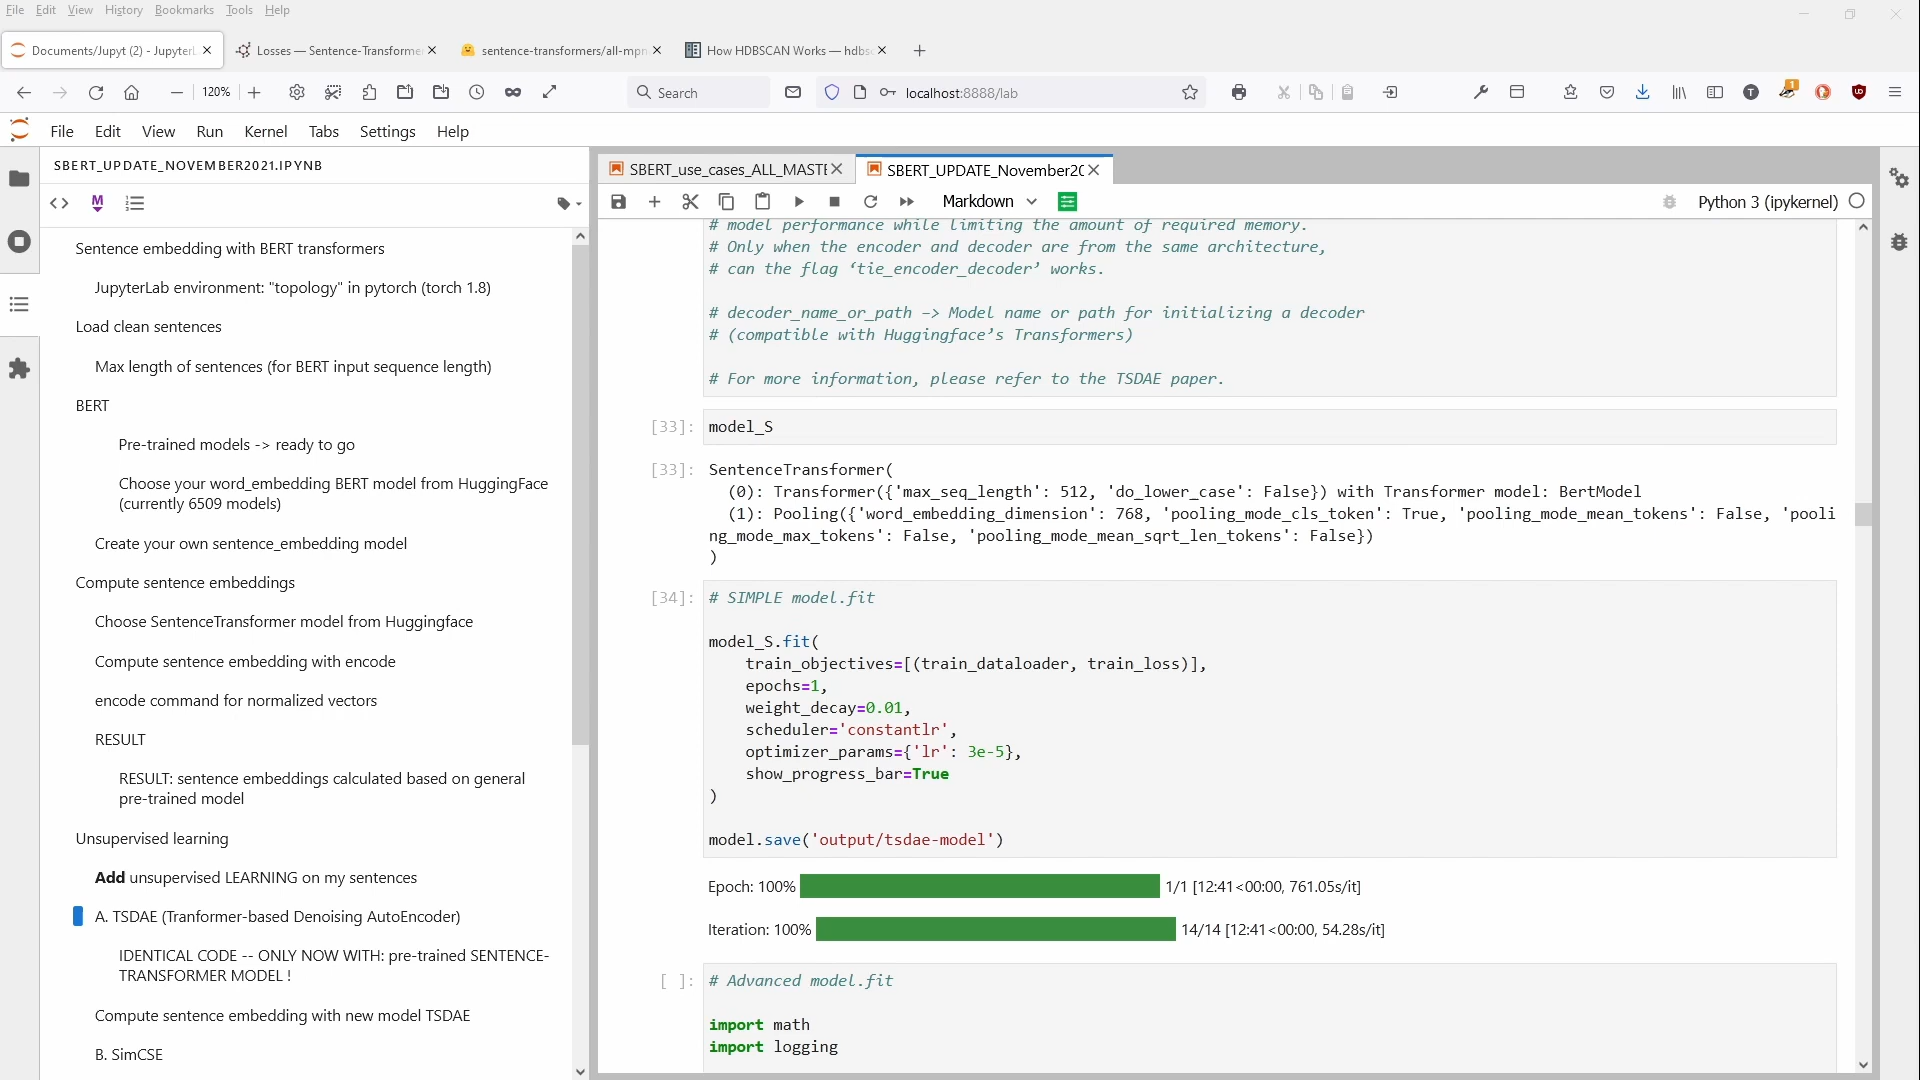 File Edit View History Bookmarks Tools Help
Documents/Jupyt (2) - Jupyter
Losses — Sentence-Transforme
sentence-transformers/all-mpn
How HDBSCAN Works — hdbs
120%
Search
localhost:8888/lab
File Edit View Run Kernel Tabs Settings Help
SBERT_UPDATE_NOVEMBER2021.IPYNB
Sentence embedding with BERT transformers
JupyterLab environment: "topology" in pytorch (torch 1.8)
Load clean sentences
Max length of sentences (for BERT input sequence length)
BERT
Pre-trained models -> ready to go
Choose your word_embedding BERT model from HuggingFace
(currently 6509 models)
Create your own sentence_embedding model
Compute sentence embeddings
Choose SentenceTransformer model from Huggingface
Compute sentence embedding with encode
encode command for normalized vectors
RESULT
RESULT: sentence embeddings calculated based on general
pre-trained model
Unsupervised learning
Add unsupervised LEARNING on my sentences
A. TSDAE (Tranformer-based Denoising AutoEncoder)
IDENTICAL CODE -- ONLY NOW WITH: pre-trained SENTENCE-
TRANSFORMER MODEL !
Compute sentence embedding with new model TSDAE
B. SimCSE
SBERT_use_cases_ALL_MASTE
SBERT_UPDATE_November20
Markdown
Python 3 (ipykernel)
# model performance while limiting the amount of required memory.
# Only when the encoder and decoder are from the same architecture,
# can the flag ‘tie_encoder_decoder’ works.
# decoder_name_or_path –> Model name or path for initializing a decoder
# (compatible with Huggingface’s Transformers)
# For more information, please refer to the TSDAE paper.
[33]: model_S
[33]: SentenceTransformer(
(0): Transformer({'max_seq_length': 512, 'do_lower_case': False}) with Transformer model: BertModel
(1): Pooling({'word_embedding_dimension': 768, 'pooling_mode_cls_token': True, 'pooling_mode_mean_tokens': False, 'pooli
ng_mode_max_tokens': False, 'pooling_mode_mean_sqrt_len_tokens': False})
)
[34]: # SIMPLE model.fit
model_S.fit(
train_objectives=[(train_dataloader, train_loss)],
epochs=1,
weight_decay=0.01,
scheduler='constantlr',
optimizer_params={'lr': 3e-5},
show_progress_bar=True
)
model.save('output/tsdae-model')
Epoch: 100% 1/1 [12:41<00:00, 761.05s/it]
Iteration: 100% 14/14 [12:41<00:00, 54.28s/it]
[ ]: # Advanced model.fit
import math
import logging